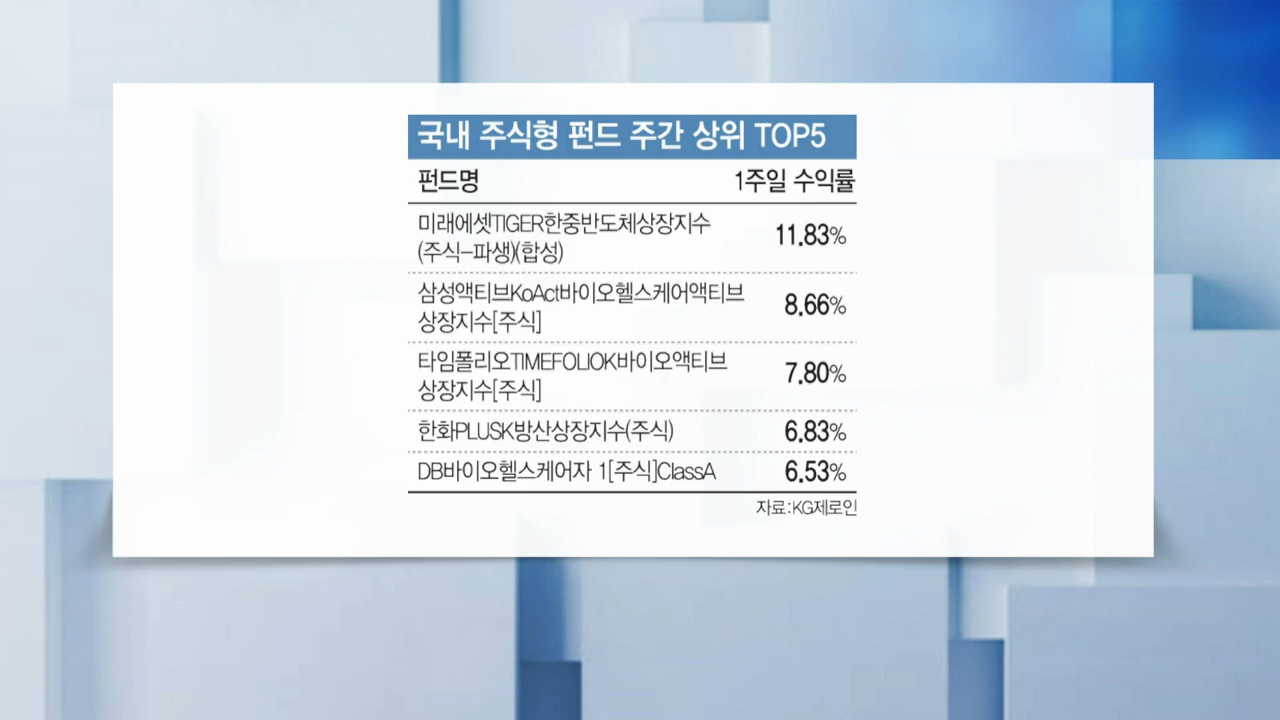 국내 주식형 펀드 주간 상위 TOP5
펀드명 1주일 수익률
미래에셋TIGER한중반도체상장지수
(주식-파생)(합성) 11.83%
삼성액티브KoAct바이오헬스케어액티브
상장지수[주식] 8.66%
타임폴리오TIMEFOLIOK바이오액티브
상장지수[주식] 7.80%
한화PLUSK방산상장지수(주식) 6.83%
DB바이오헬스케어자 1[주식]ClassA 6.53%
자료:KG제로인